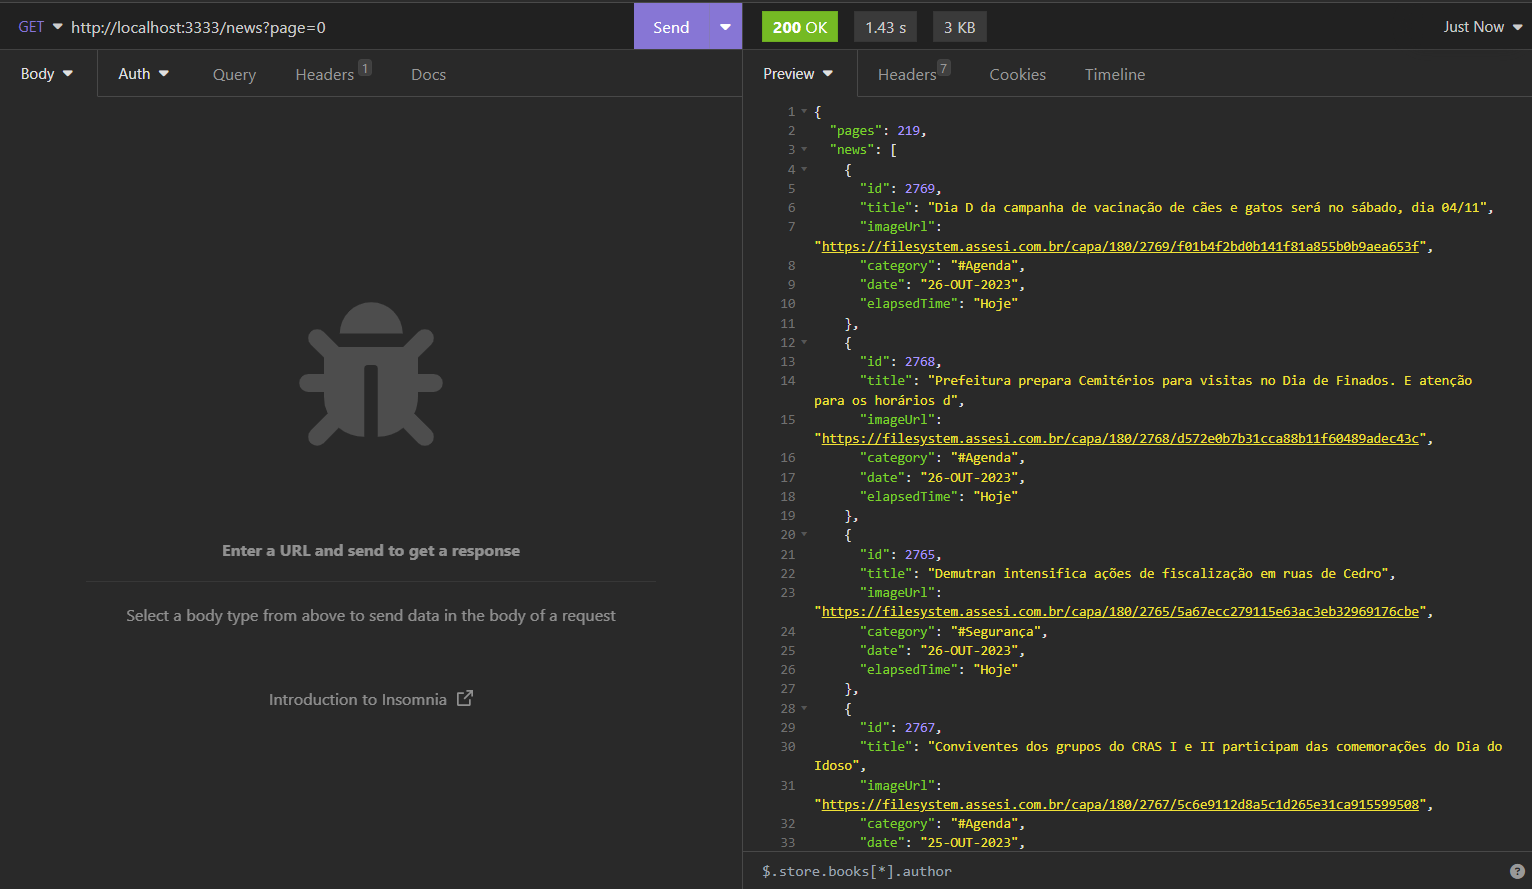 GET http://localhost:3333/news?page=0 Send
200 OK 1.43 s 3 KB Just Now
Body Auth Query Headers 1 Docs
Enter a URL and send to get a response
Select a body type from above to send data in the body of a request
Introduction to Insomnia
Preview Headers 7 Cookies Timeline
1 {
2 "pages": 219,
3 "news": [
4 {
5 "id": 2769,
6 "title": "Dia D da campanha de vacinação de cães e gatos será no sábado, dia 04/11",
7 "imageUrl":
"https://filesystem.assesi.com.br/capa/180/2769/f01b4f2bd0b141f81a855b0b9aea653f",
8 "category": "#Agenda",
9 "date": "26-OUT-2023",
10 "elapsedTime": "Hoje"
11 },
12 {
13 "id": 2768,
14 "title": "Prefeitura prepara Cemitérios para visitas no Dia de Finados. E atenção
para os horários d",
15 "imageUrl":
"https://filesystem.assesi.com.br/capa/180/2768/d572e0b7b31cca88b11f60489adec43c",
16 "category": "#Agenda",
17 "date": "26-OUT-2023",
18 "elapsedTime": "Hoje"
19 },
20 {
21 "id": 2765,
22 "title": "Demutran intensifica ações de fiscalização em ruas de Cedro",
23 "imageUrl":
"https://filesystem.assesi.com.br/capa/180/2765/5a67ecc279115e63ac3eb32969176cbe",
24 "category": "#Segurança",
25 "date": "26-OUT-2023",
26 "elapsedTime": "Hoje"
27 },
28 {
29 "id": 2767,
30 "title": "Conviventes dos grupos do CRAS I e II participam das comemorações do Dia do
Idoso",
31 "imageUrl":
"https://filesystem.assesi.com.br/capa/180/2767/5c6e9112d8a5c1d265e31ca915599508",
32 "category": "#Agenda",
33 "date": "25-OUT-2023",
$.store.books[*].author ?